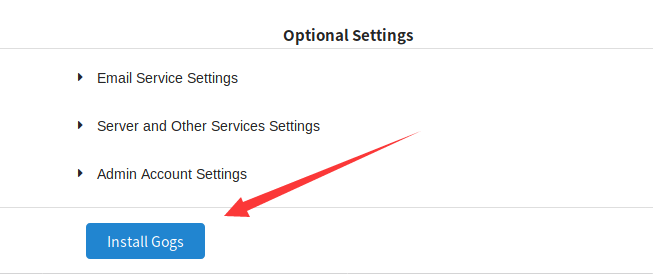 Optional Settings
Email Service Settings
Server and Other Services Settings
Admin Account Settings
Install Gogs